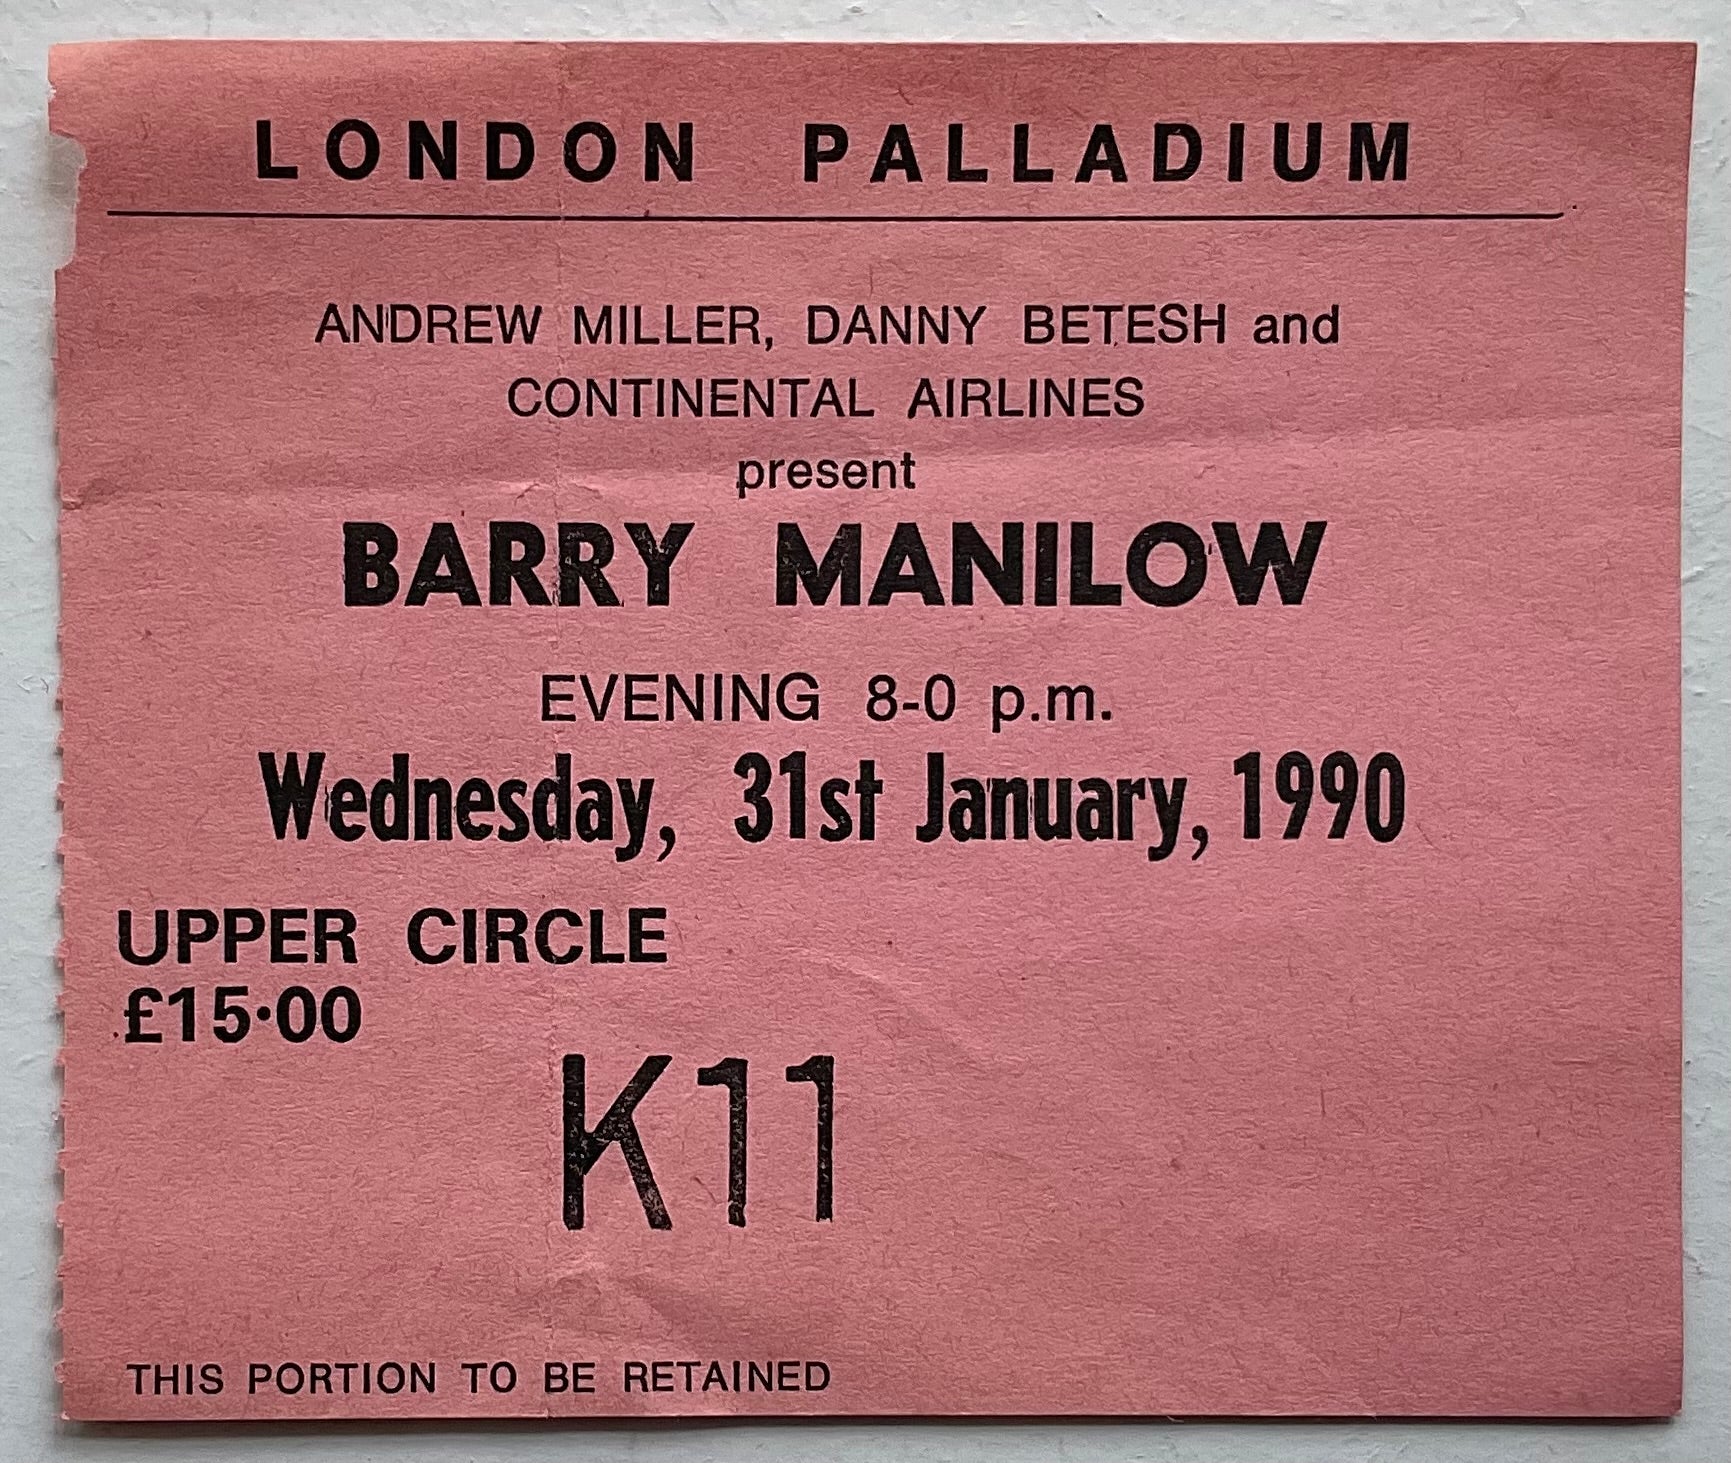 LONDON PALLADIUM
ANDREW MILLER, DANNY BETESH and
CONTINENTAL AIRLINES
present
BARRY MANILOW
EVENING 8-0 p.m.
Wednesday, 31st January, 1990
UPPER CIRCLE
£15·00
K11
THIS PORTION TO BE RETAINED